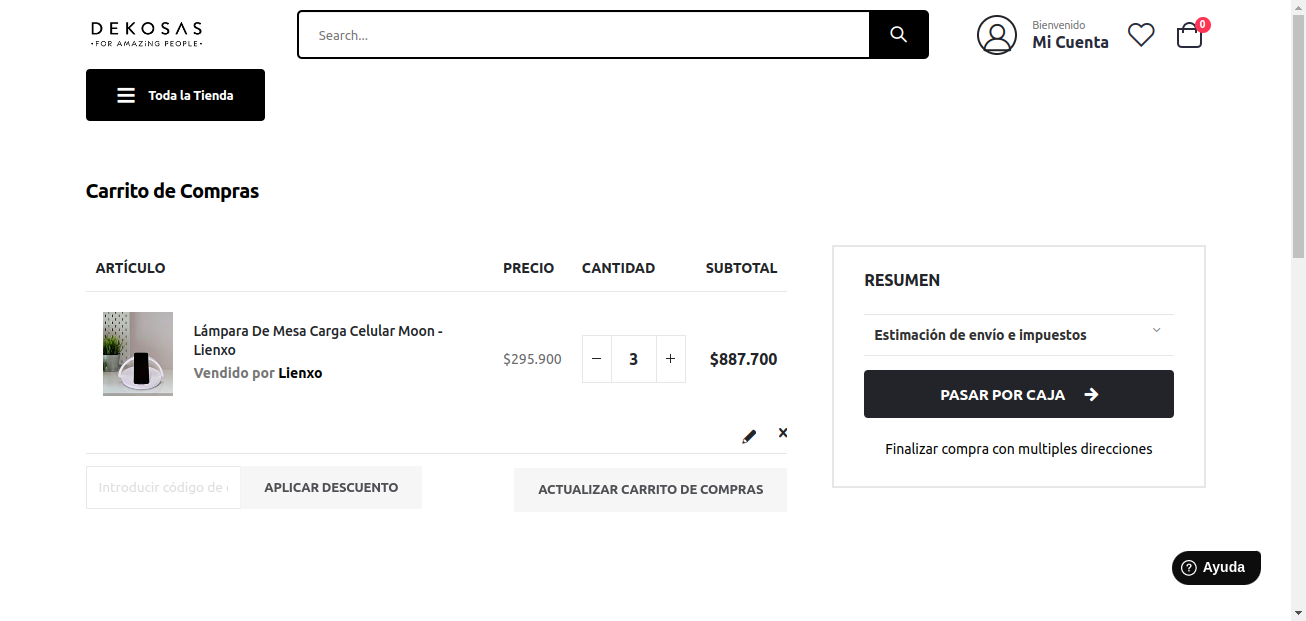 DEKOSAS
•FOR AMAZiNG PEOPLE•
Search...
Bienvenido
Mi Cuenta
0
Toda la Tienda
Carrito de Compras
ARTÍCULO PRECIO CANTIDAD SUBTOTAL
Lámpara De Mesa Carga Celular Moon -
Lienxo
Vendido por Lienxo
$295.900 − 3 + $887.700
Introducir código de
APLICAR DESCUENTO
ACTUALIZAR CARRITO DE COMPRAS
RESUMEN
Estimación de envío e impuestos
PASAR POR CAJA
Finalizar compra con multiples direcciones
Ayuda